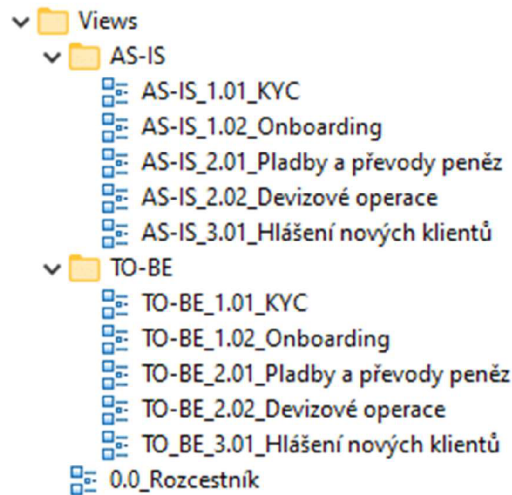 Views
AS-IS
AS-IS_1.01_KYC
AS-IS_1.02_Onboarding
AS-IS_2.01_Pladby a převody peněz
AS-IS_2.02_Devizové operace
AS-IS_3.01_Hlášení nových klientů
TO-BE
TO-BE_1.01_KYC
TO-BE_1.02_Onboarding
TO-BE_2.01_Pladby a převody peněz
TO-BE_2.02_Devizové operace
TO_BE_3.01_Hlášení nových klientů
0.0_Rozcestník